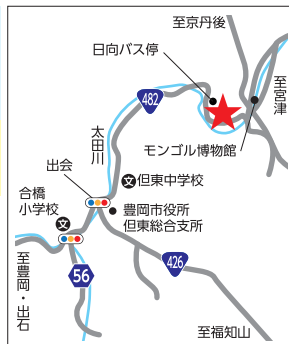 至京丹後
日向バス停
至宮津
482
太田川
モンゴル博物館
出会
文
但東中学校
合橋
小学校
文
豊岡市役所
但東総合支所
56
426
至豊岡・出石
至福知山